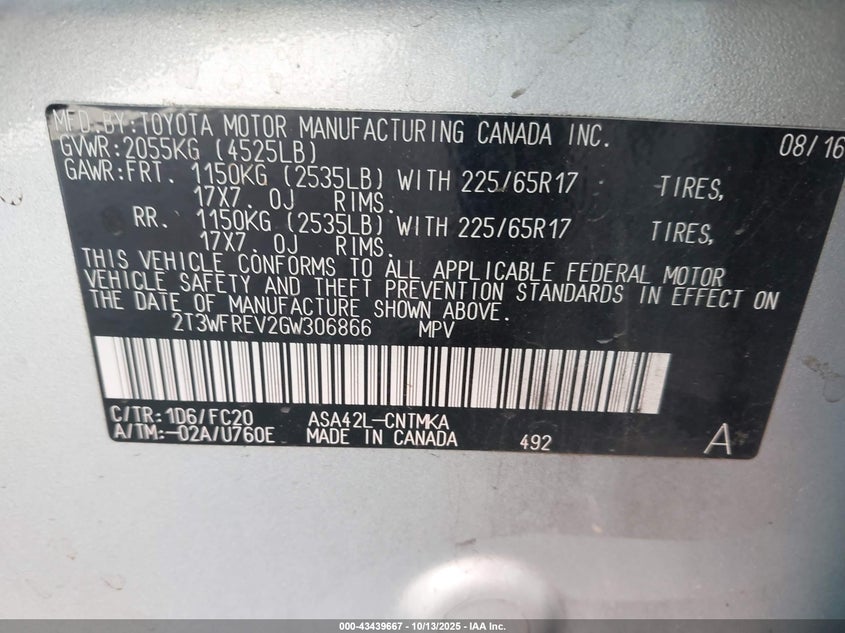 MFD.BY:TOYOTA MOTOR MANUFACTURING CANADA INC. 08/16
GVWR:2055KG (4525LB)
GAWR:FRT. 1150KG (2535LB) WITH 225/65R17 TIRES,
17X7.0J RIMS.
RR. 1150KG (2535LB) WITH 225/65R17 TIRES,
17X7.0J RIMS.
THIS VEHICLE CONFORMS TO ALL APPLICABLE FEDERAL MOTOR
VEHICLE SAFETY AND THEFT PREVENTION STANDARDS IN EFFECT ON
THE DATE OF MANUFACTURE SHOWN ABOVE.
2T3WFREV2GW306866 MPV
C/TR:1D6/FC20 ASA42L-CNTMKA
A/TM:-02A/U760E MADE IN CANADA 492 A
000-43439667 | 10/13/2025 | IAA Inc.